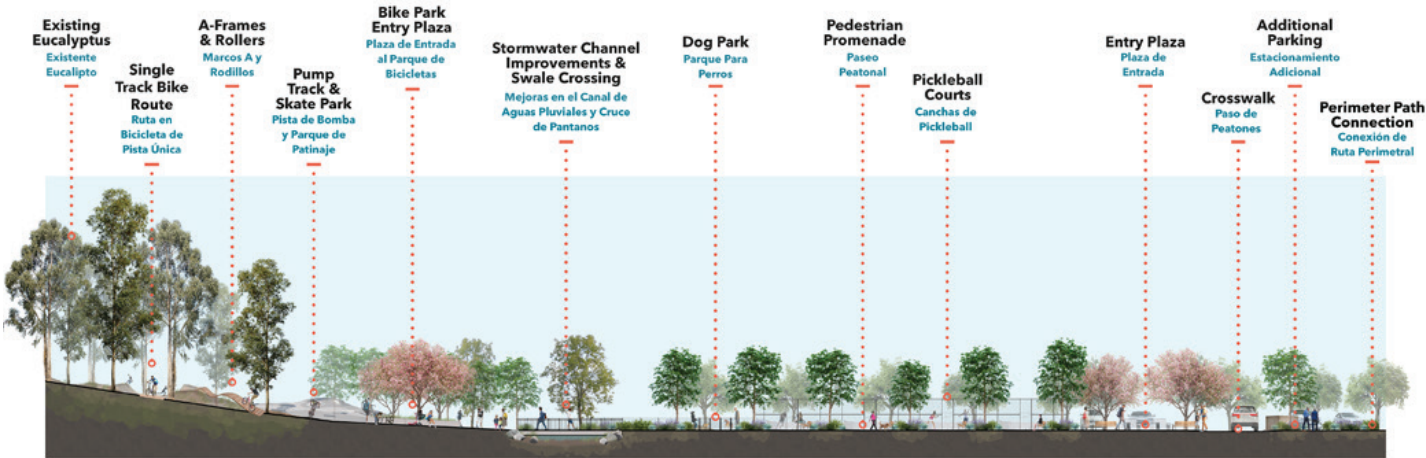 Existing
Eucalyptus
Existente
Eucalipto
Single
Track Bike
Route
Ruta en
Bicicleta de
Pista Única
A-Frames
& Rollers
Marcos A y
Rodillos
Pump
Track &
Skate Park
Pista de Bomba
y Parque de
Patinaje
Bike Park
Entry Plaza
Plaza de Entrada
al Parque de
Bicicletas
Stormwater Channel
Improvements &
Swale Crossing
Mejoras en el Canal de
Aguas Pluviales y Cruce
de Pantanos
Dog Park
Parque Para
Perros
Pedestrian
Promenade
Paseo
Peatonal
Pickleball
Courts
Canchas de
Pickleball
Entry Plaza
Plaza de
Entrada
Crosswalk
Paso de
Peatones
Additional
Parking
Estacionamiento
Adicional
Perimeter Path
Connection
Conexión de
Ruta Perimetral